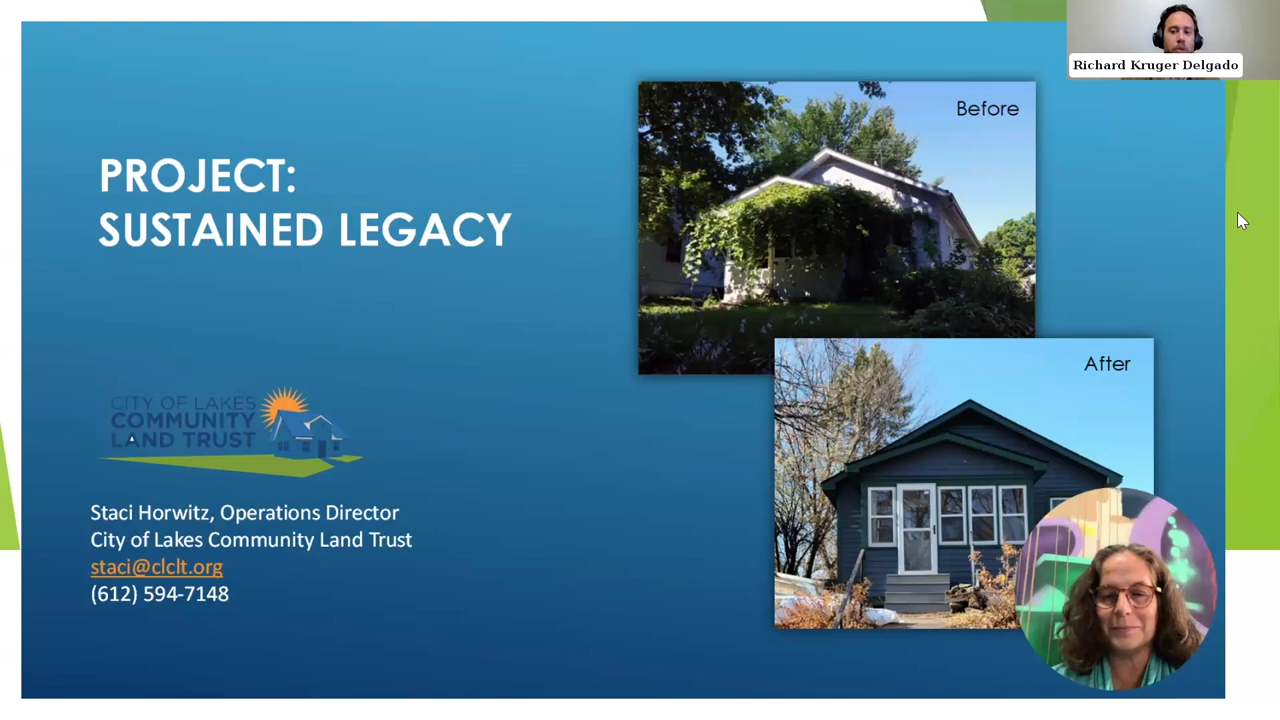 Richard Kruger Delgado
Before
PROJECT:
SUSTAINED LEGACY
After
CITY OF LAKES
COMMUNITY
LAND TRUST
Staci Horwitz, Operations Director
City of Lakes Community Land Trust
staci@clclt.org
(612) 594-7148